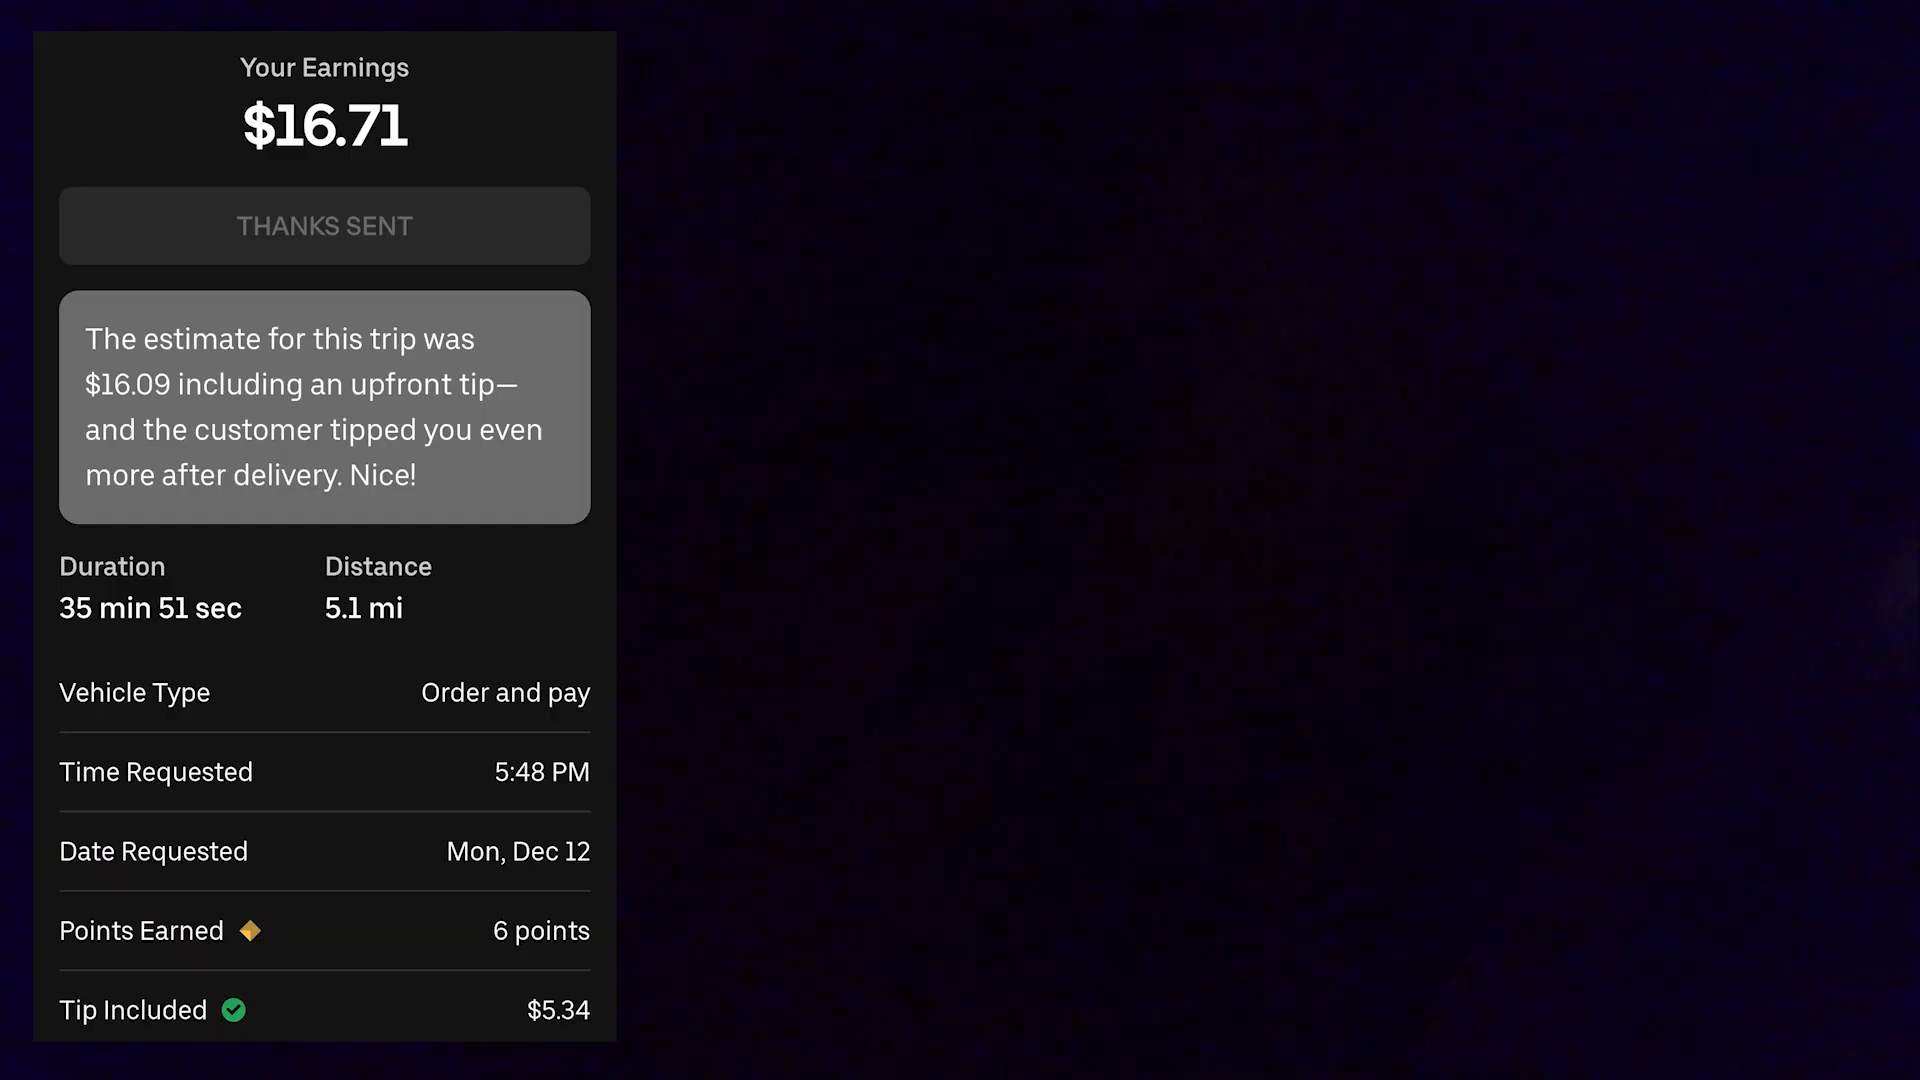 Your Earnings
$16.71
THANKS SENT
The estimate for this trip was
$16.09 including an upfront tip—
and the customer tipped you even
more after delivery. Nice!
Duration
Distance
35 min 51 sec
5.1 mi
Vehicle Type
Order and pay
Time Requested
5:48 PM
Date Requested
Mon, Dec 12
Points Earned
6 points
Tip Included
$5.34